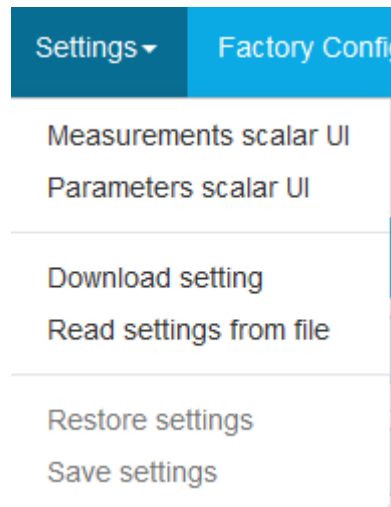 Settings
Factory Confi
Measurements scalar UI
Parameters scalar UI
Download setting
Read settings from file
Restore settings
Save settings